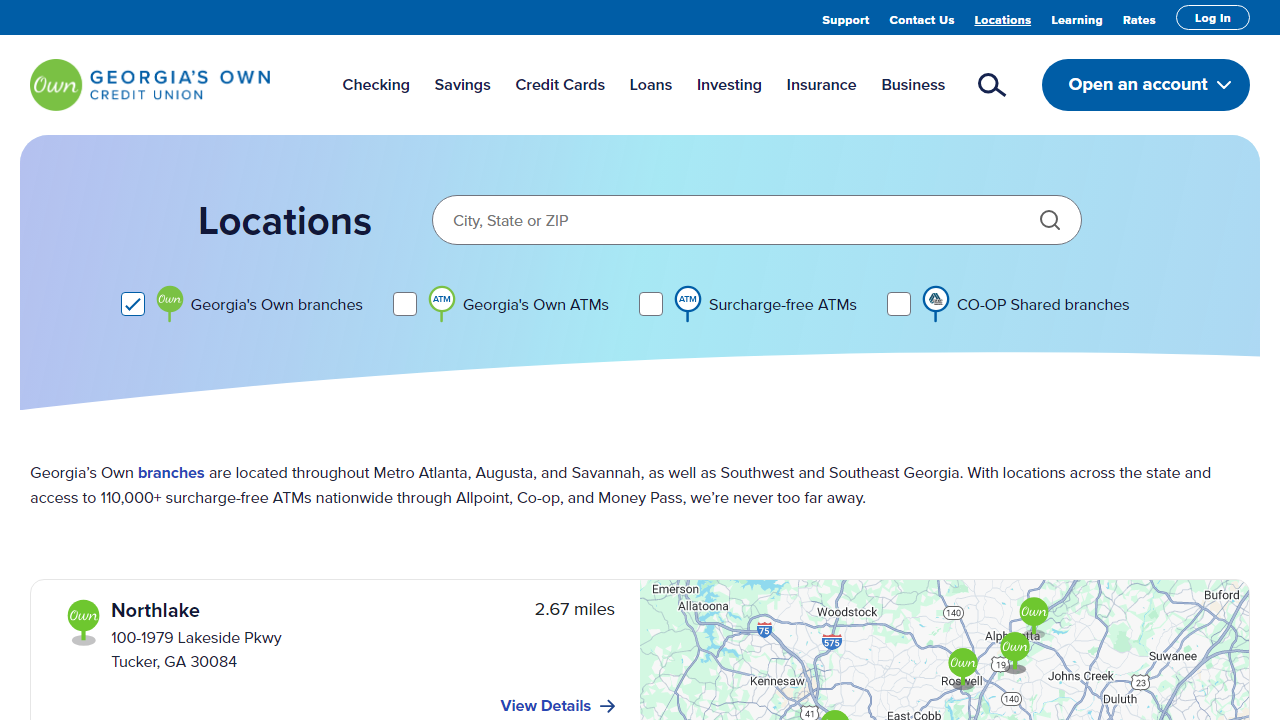 Support Contact Us Locations Learning Rates Log In
Own GEORGIA'S OWN
CREDIT UNION
Checking Savings Credit Cards Loans Investing Insurance Business Open an account
Locations
City, State or ZIP
Own Georgia's Own branches ATM Georgia's Own ATMs ATM Surcharge-free ATMs CO-OP Shared branches
Georgia’s Own branches are located throughout Metro Atlanta, Augusta, and Savannah, as well as Southwest and Southeast Georgia. With locations across the state and
access to 110,000+ surcharge-free ATMs nationwide through Allpoint, Co-op, and Money Pass, we’re never too far away.
Own Northlake 2.67 miles
100-1979 Lakeside Pkwy
Tucker, GA 30084
View Details
Emerson
Buford
Allatoona
Woodstock
140
Own
75
575
Own
Own
19
Suwanee
Kennesaw
Roswell
Johns Creek
23
140
Duluth
41
East Cobb